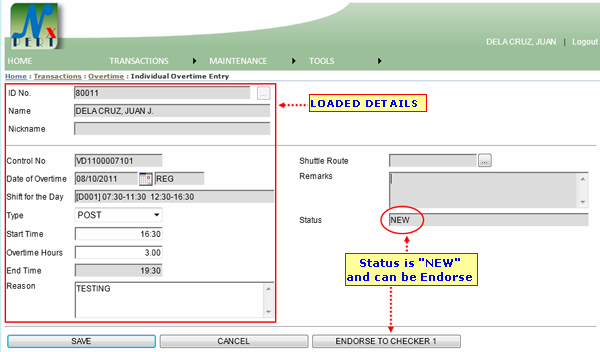 Nx
PERT
DELA CRUZ, JUAN | Logout
HOME TRANSACTIONS MAINTENANCE TOOLS
Home : Transactions : Overtime : Individual Overtime Entry
ID No. 80011 ...
LOADED DETAILS
Name DELA CRUZ, JUAN J.
Nickname
Control No VD1100007101
Shuttle Route ...
Date of Overtime 08/10/2011 REG
Remarks
Shift for the Day [D001] 07:30-11:30 12:30-16:30
Type POST
Status NEW
Start Time 16:30
Overtime Hours 3.00
Status is "NEW"
and can be Endorse
End Time 19:30
Reason TESTING
SAVE CANCEL ENDORSE TO CHECKER 1